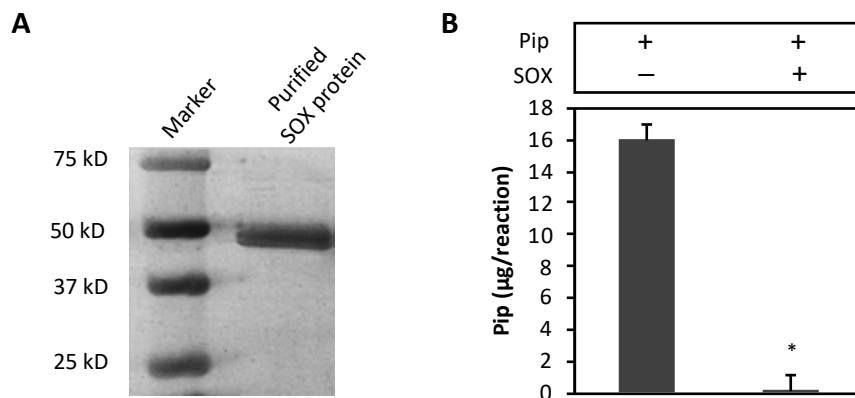 A
Marker
Purified
SOX protein
75 kD
50 kD
37 kD
25 kD
B
Pip + +
SOX – +
Pip (µg/reaction)
18
16
14
12
10
8
6
4
2
0
*